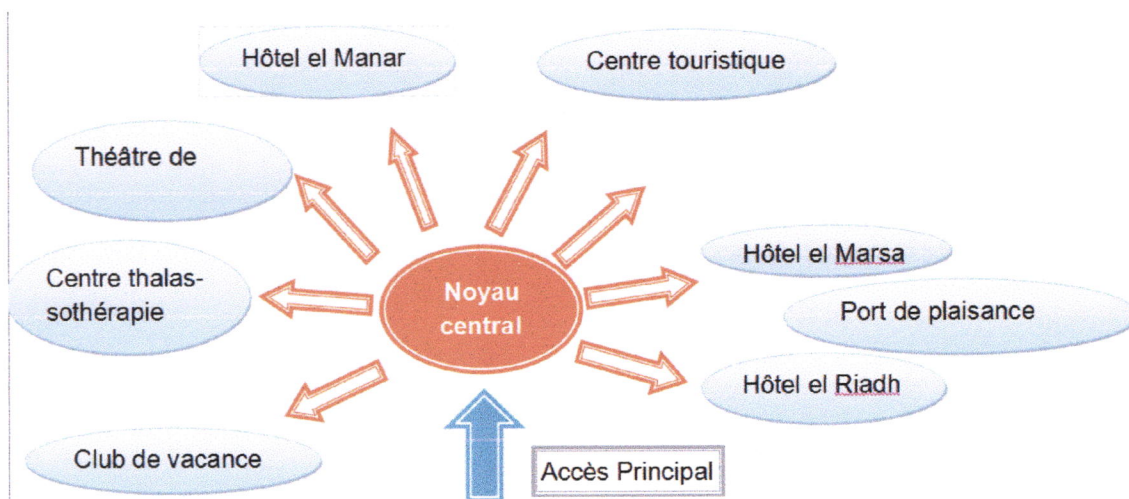 Hôtel el Manar
Centre touristique
Théâtre de
Centre thalas-
sothérapie
Noyau
central
Hôtel el Marsa
Port de plaisance
Hôtel el Riadh
Club de vacance
Accès Principal